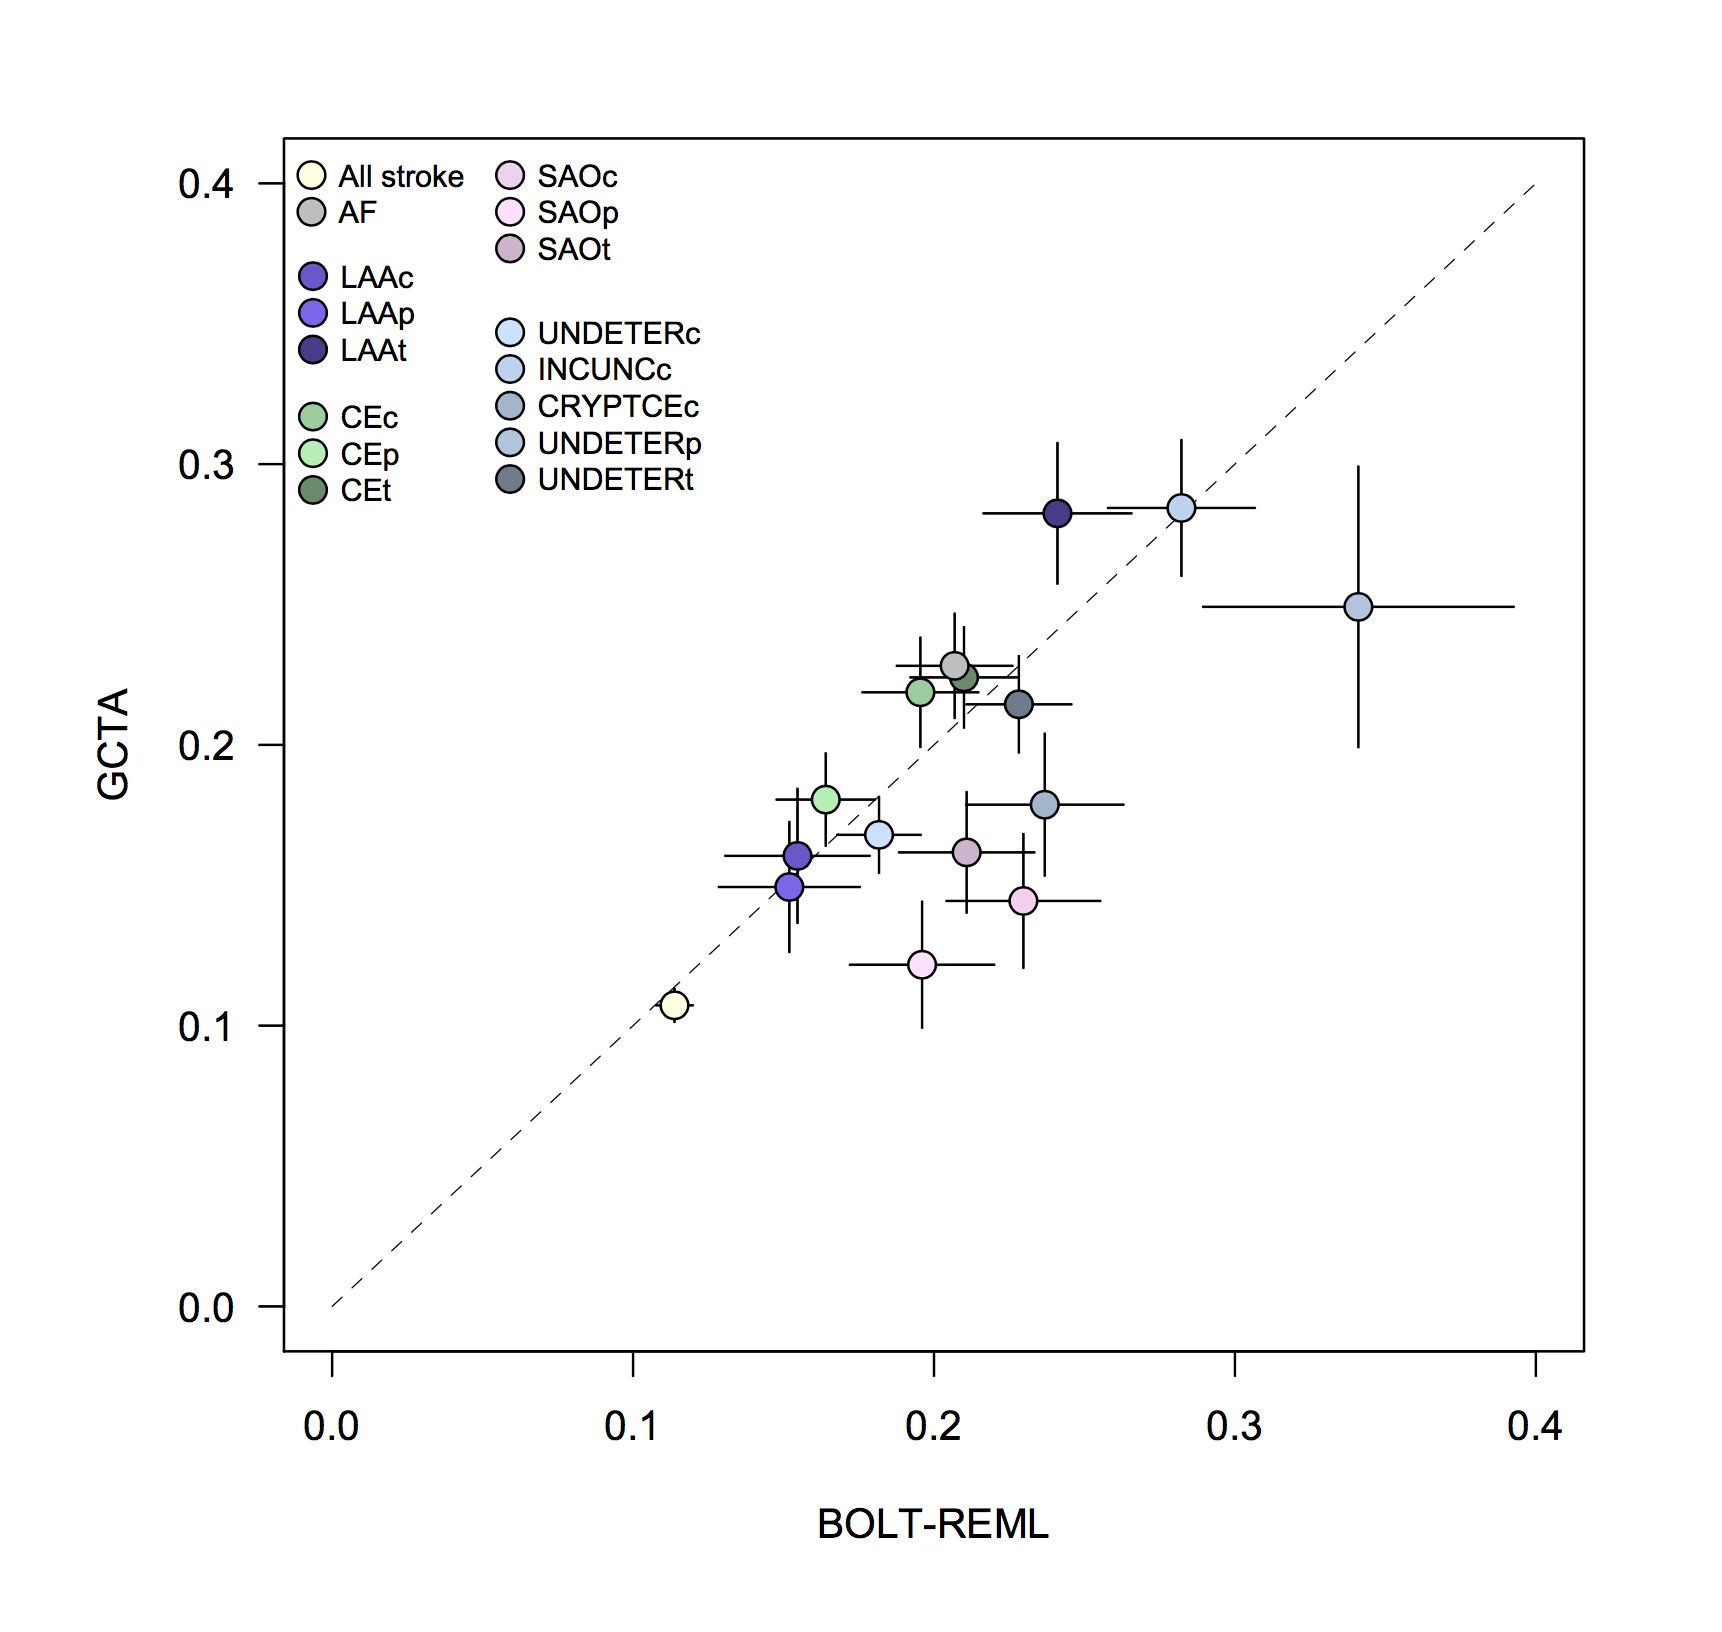 All stroke
AF
LAAc
LAAp
LAAt
CEc
CEp
CEt
SAOc
SAOp
SAOt
UNDETERc
INCUNCc
CRYPTCEc
UNDETERp
UNDETERt
GCTA
0.4
0.3
0.2
0.1
0.0
0.0 0.1 0.2 0.3 0.4
BOLT-REML